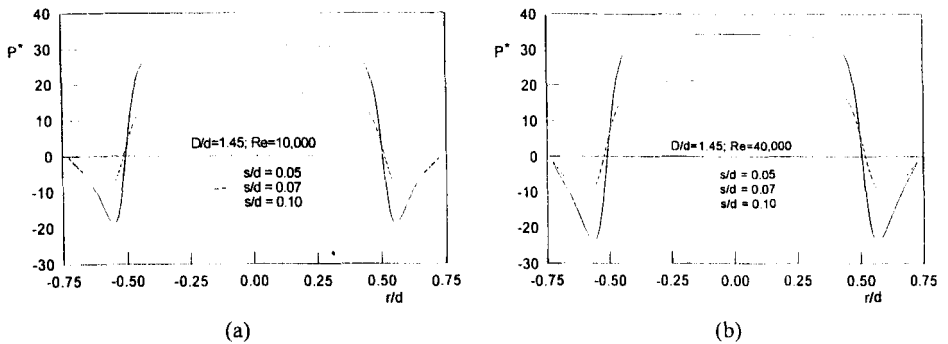 40
P*
30
20
10
0
-10
-20
-30
D/d=1.45; Re=10,000
s/d = 0.05
s/d = 0.07
s/d = 0.10
-0.75 -0.50 -0.25 0.00 0.25 0.50 0.75
r/d
(a)
40
P*
30
20
10
0
-10
-20
-30
D/d=1.45; Re=40,000
s/d = 0.05
s/d = 0.07
s/d = 0.10
-0.75 -0.50 -0.25 0.00 0.25 0.50 0.75
r/d
(b)